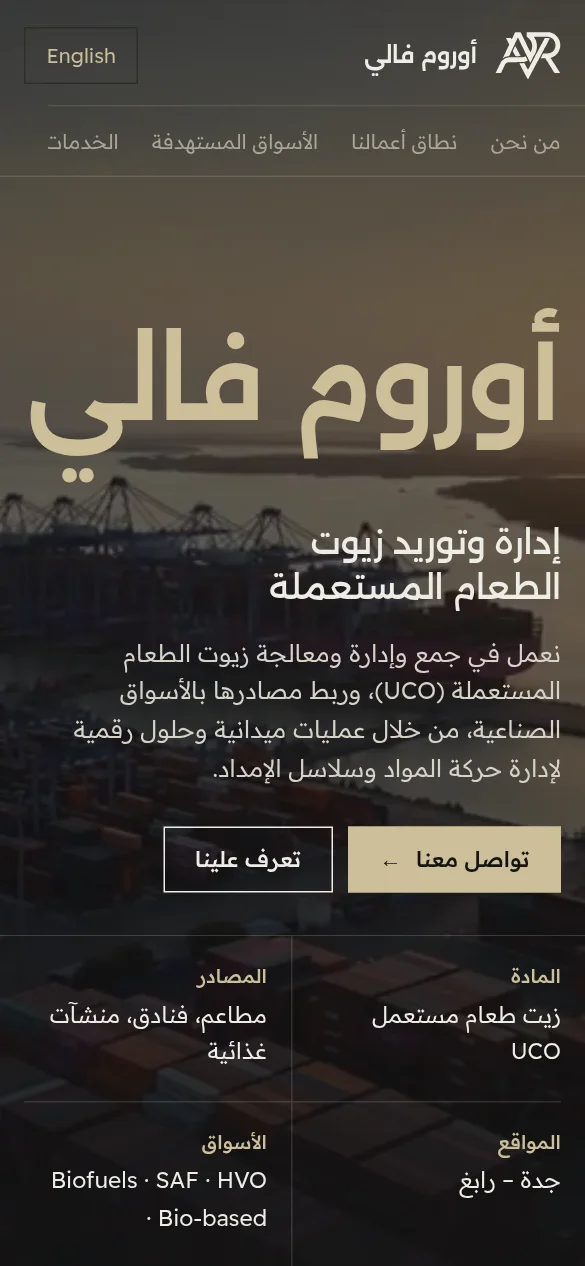 AVR
أوروم ڤالي
English
من نحن
نطاق أعمالنا
الأسواق المستهدفة
الخدمات
أوروم ڤالي
إدارة وتوريد زيوت
الطعام المستعملة
نعمل في جمع وإدارة ومعالجة زيوت الطعام
المستعملة (UCO)، وربط مصادرها بالأسواق
الصناعية، من خلال عمليات ميدانية وحلول رقمية
لإدارة حركة المواد وسلاسل الإمداد.
تواصل معنا ←
تعرف علينا
المادة
زيت طعام مستعمل
UCO
المصادر
مطاعم، فنادق، منشآت
غذائية
المواقع
جدة – رابغ
الأسواق
Biofuels · SAF · HVO
· Bio-based